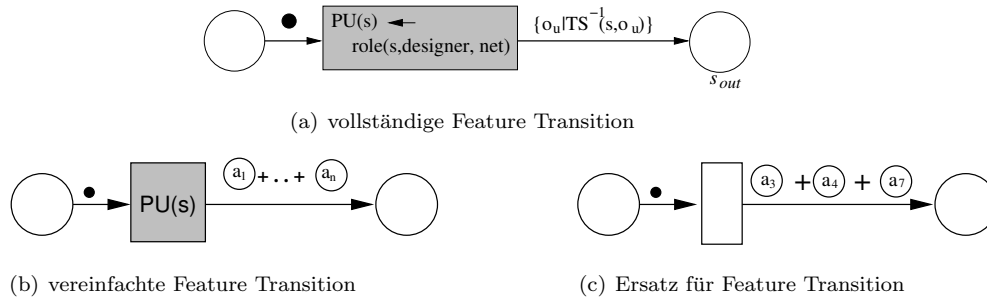 PU(s) ←
role(s,designer, net)
{o_u|TS^{-1}(s,o_u)}
s_out
(a) vollständige Feature Transition
PU(s)
a_1 +..+ a_n
a_3 + a_4 + a_7
(b) vereinfachte Feature Transition
(c) Ersatz für Feature Transition